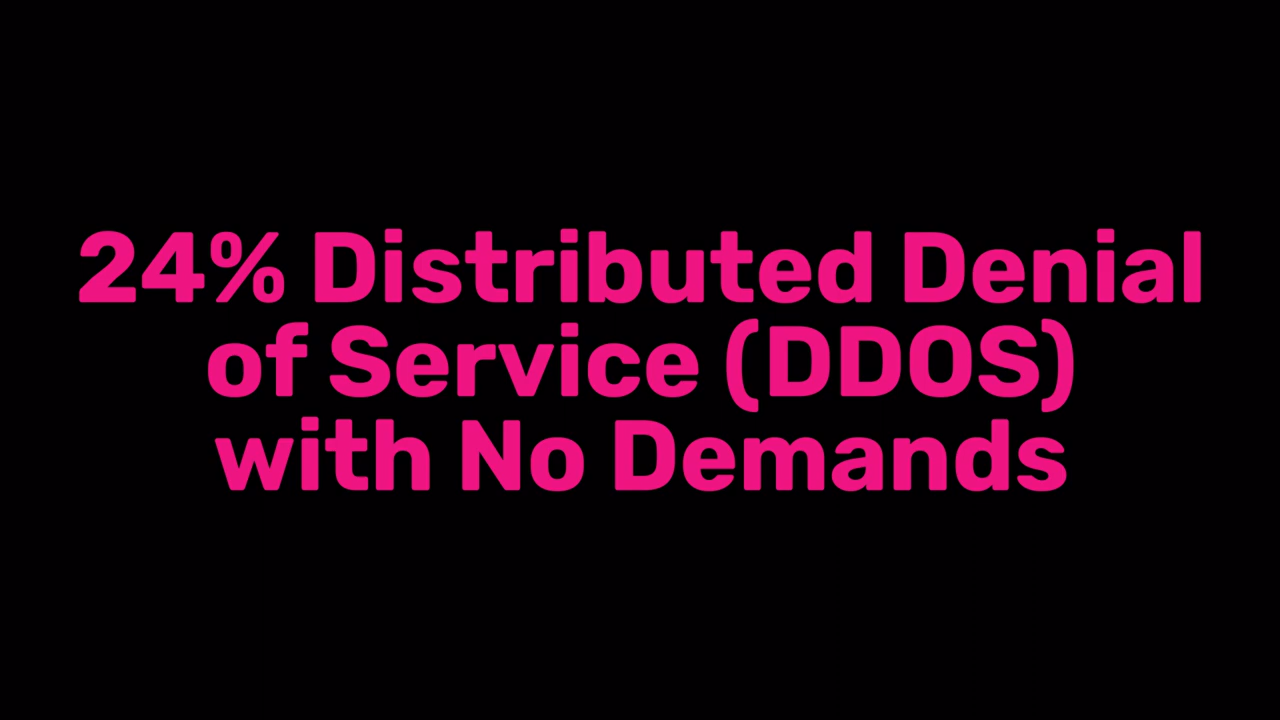 24% Distributed Denial
of Service (DDOS)
with No Demands